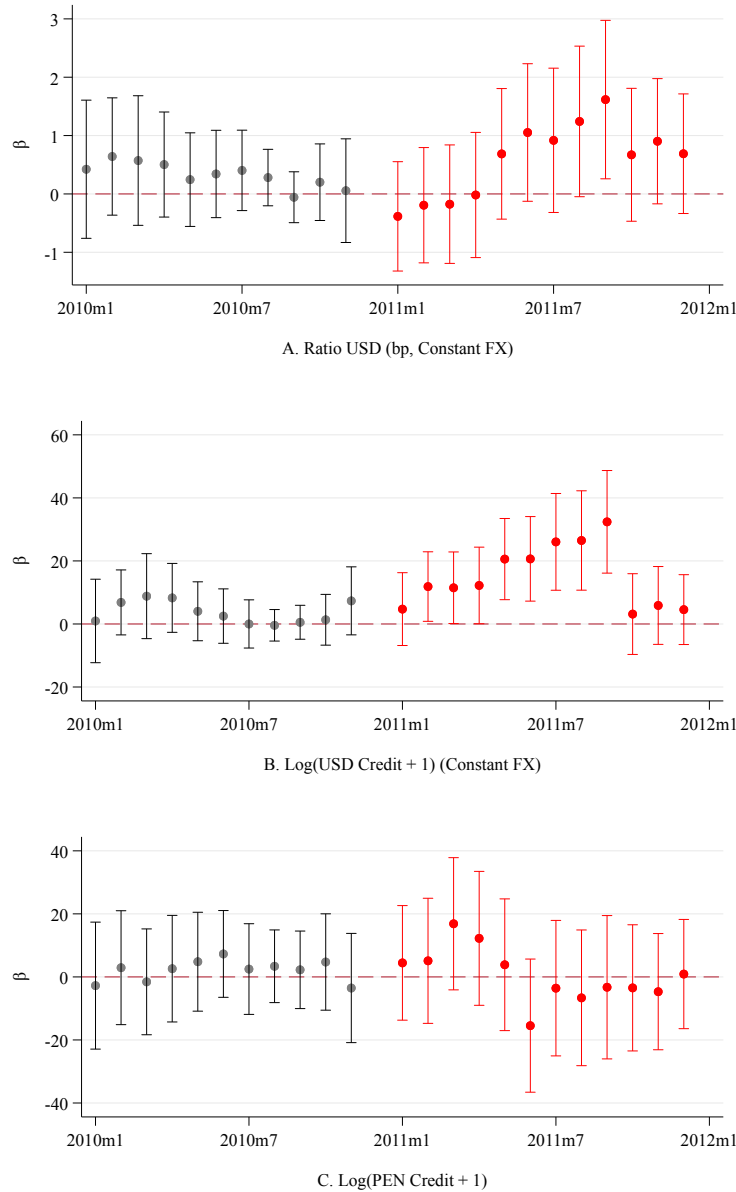 3
2
1
0
-1
β
2010m1 2010m7 2011m1 2011m7 2012m1
A. Ratio USD (bp, Constant FX)
60
40
20
0
-20
β
2010m1 2010m7 2011m1 2011m7 2012m1
B. Log(USD Credit + 1) (Constant FX)
40
20
0
-20
-40
β
2010m1 2010m7 2011m1 2011m7 2012m1
C. Log(PEN Credit + 1)